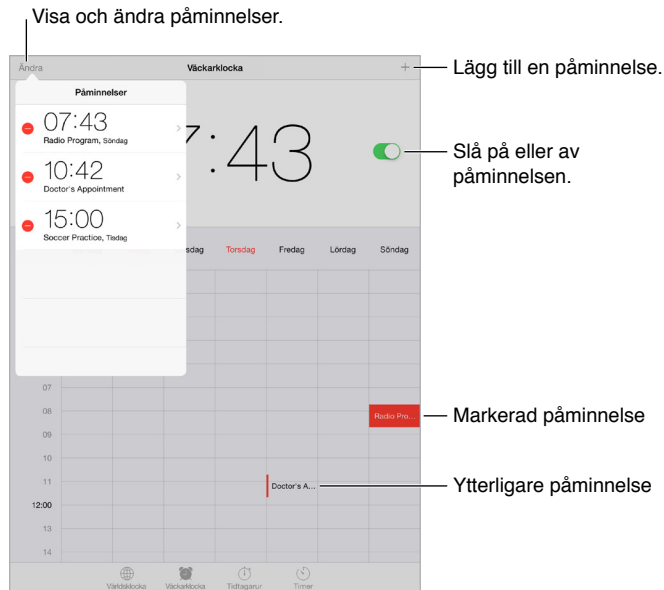 Visa och ändra påminnelser.
Ändra
Väckarklocka
+
Lägg till en påminnelse.
Påminnelser
07:43
Radio Program, Söndag
10:42
Doctor's Appointment
15:00
Soccer Practice, Tisdag
7:43
Slå på eller av
påminnelsen.
sdag Torsdag Fredag Lördag Söndag
07
08
Radio Pro...
Markerad påminnelse
09
10
11
Doctor's A...
Ytterligare påminnelse
12:00
13
14
Världsklocka Väckarklocka Tidtagarur Timer